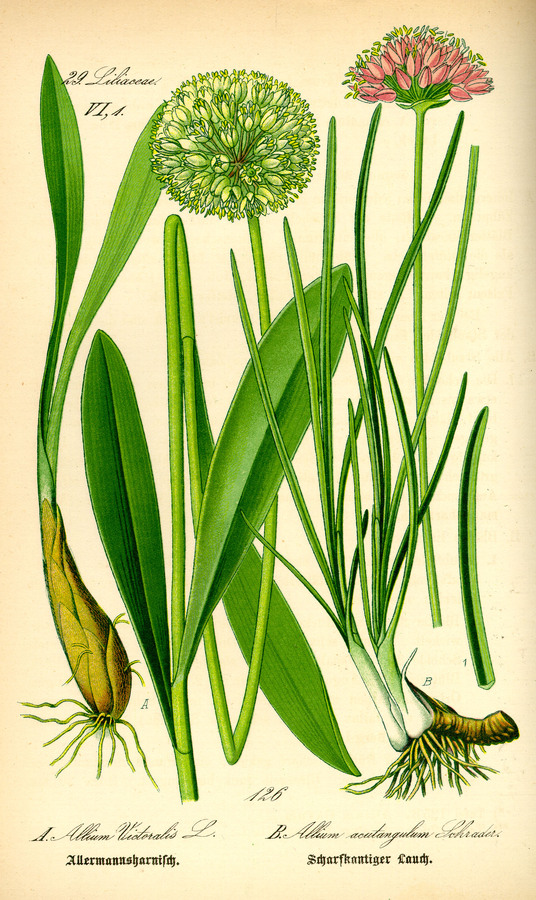 29. Liliaceae.
VI, 1.
A
B
1
126
A. Allium Victoralis L.
Allermannsharnisch.
B. Allium acutangulum Schrader.
Scharfkantiger Lauch.